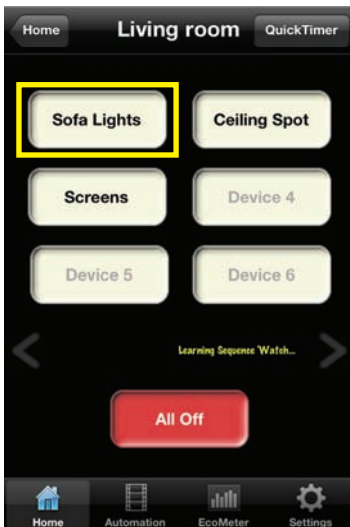 Home Living room QuickTimer
Sofa Lights Ceiling Spot
Screens Device 4
Device 5 Device 6
Learning Sequence 'Watch...
All Off
Home Automation EcoMeter Settings